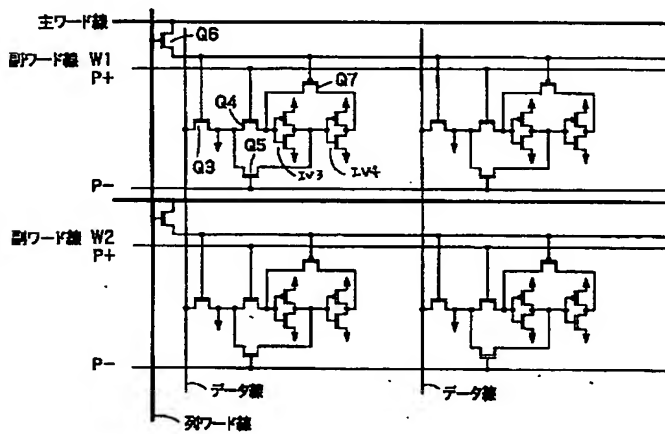 主ワード線
Q6
副ワード線 W1
P+
Q7
Q4
Q5
Q3
IV3
IV4
P-
副ワード線 W2
P+
P-
データ線
データ線
列ワード線